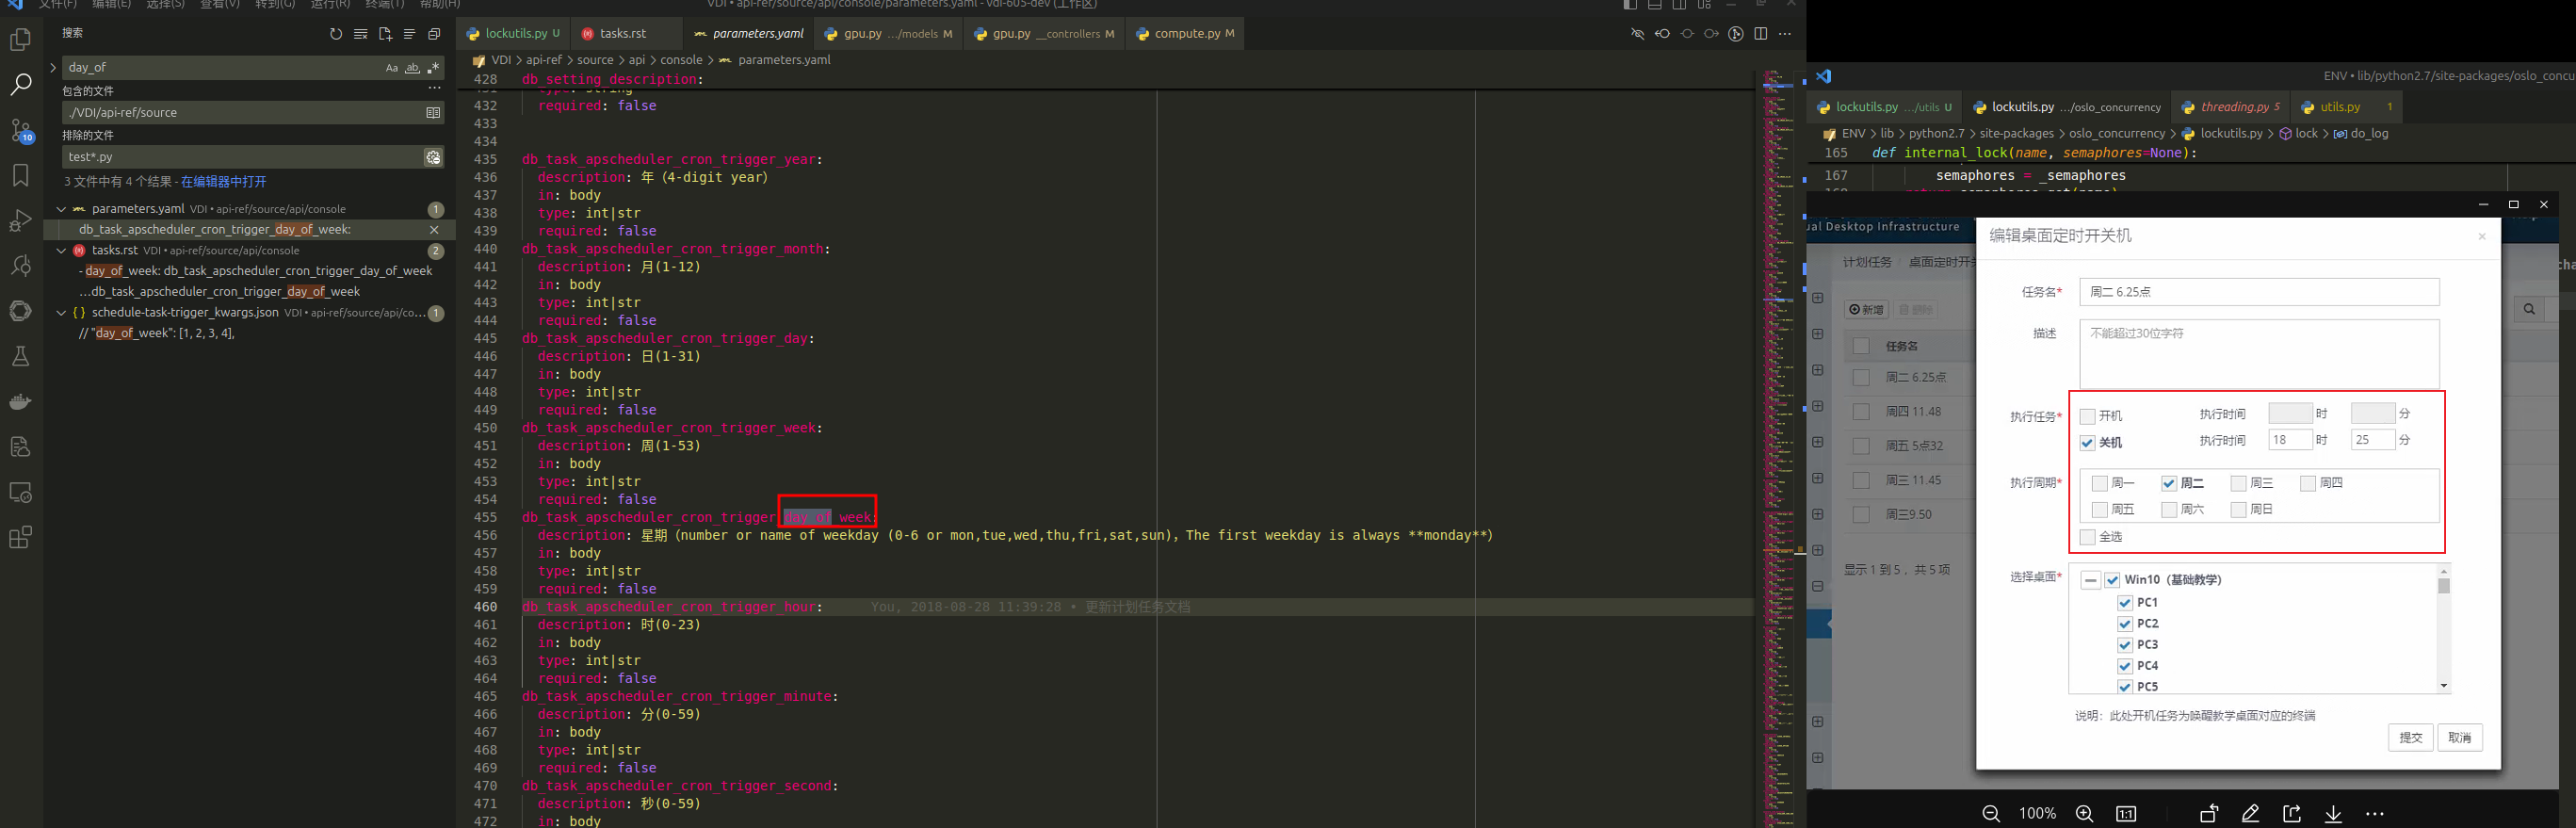 文件(F) 编辑(E) 选择(S) 查看(V) 转到(G) 运行(R) 终端(T) 帮助(H)
VDI • api-ref/source/api/console/parameters.yaml - vdi-605-dev (工作区)
搜索
day_of
Aa ab .*
包含的文件
./VDI/api-ref/source
排除的文件
test*.py
3 文件中有 4 个结果 - 在编辑器中打开
parameters.yaml VDI • api-ref/source/api/console 1
db_task_apscheduler_cron_trigger_day_of_week:
tasks.rst VDI • api-ref/source/api/console 2
- day_of_week: db_task_apscheduler_cron_trigger_day_of_week
…db_task_apscheduler_cron_trigger_day_of_week
schedule-task-trigger_kwargs.json VDI • api-ref/source/api/co... 1
// "day_of_week": [1, 2, 3, 4],
10
lockutils.py U
tasks.rst
parameters.yaml
gpu.py .../models M
gpu.py __controllers M
compute.py M
VDI > api-ref > source > api > console > parameters.yaml
428 db_setting_description:
431 type: string
432 required: false
433
434
435 db_task_apscheduler_cron_trigger_year:
436 description: 年（4-digit year）
437 in: body
438 type: int|str
439 required: false
440 db_task_apscheduler_cron_trigger_month:
441 description: 月(1-12)
442 in: body
443 type: int|str
444 required: false
445 db_task_apscheduler_cron_trigger_day:
446 description: 日(1-31)
447 in: body
448 type: int|str
449 required: false
450 db_task_apscheduler_cron_trigger_week:
451 description: 周(1-53)
452 in: body
453 type: int|str
454 required: false
455 db_task_apscheduler_cron_trigger_day_of_week:
456 description: 星期（number or name of weekday (0-6 or mon,tue,wed,thu,fri,sat,sun)，The first weekday is always **monday**）
457 in: body
458 type: int|str
459 required: false
460 db_task_apscheduler_cron_trigger_hour: You, 2018-08-28 11:39:28 • 更新计划任务文档
461 description: 时(0-23)
462 in: body
463 type: int|str
464 required: false
465 db_task_apscheduler_cron_trigger_minute:
466 description: 分(0-59)
467 in: body
468 type: int|str
469 required: false
470 db_task_apscheduler_cron_trigger_second:
471 description: 秒(0-59)
472 in: body
ENV • lib/python2.7/site-packages/oslo_concu
lockutils.py .../utils U
lockutils.py .../oslo_concurrency
threading.py 5
utils.py 1
ENV > lib > python2.7 > site-packages > oslo_concurrency > lockutils.py > lock > do_log
165 def internal_lock(name, semaphores=None):
167 semaphores = _semaphores
168 return semaphores.get(name)
ual Desktop Infrastructure
计划任务 / 桌面定时开关
新增
删除
任务名
周二 6.25点
周四 11.48
周五 5点32
周三 11.45
周三9.50
显示 1 到 5 ，共 5 项
编辑桌面定时开关机
×
任务名* 周二 6.25点
描述 不能超过30位字符
执行任务* 开机 执行时间 时 分
关机 执行时间 18 时 25 分
执行周期* 周一 周二 周三 周四
周五 周六 周日
全选
选择桌面* Win10（基础教学）
PC1
PC2
PC3
PC4
PC5
说明：此处开机任务为唤醒教学桌面对应的终端
提交 取消
100%
1:1